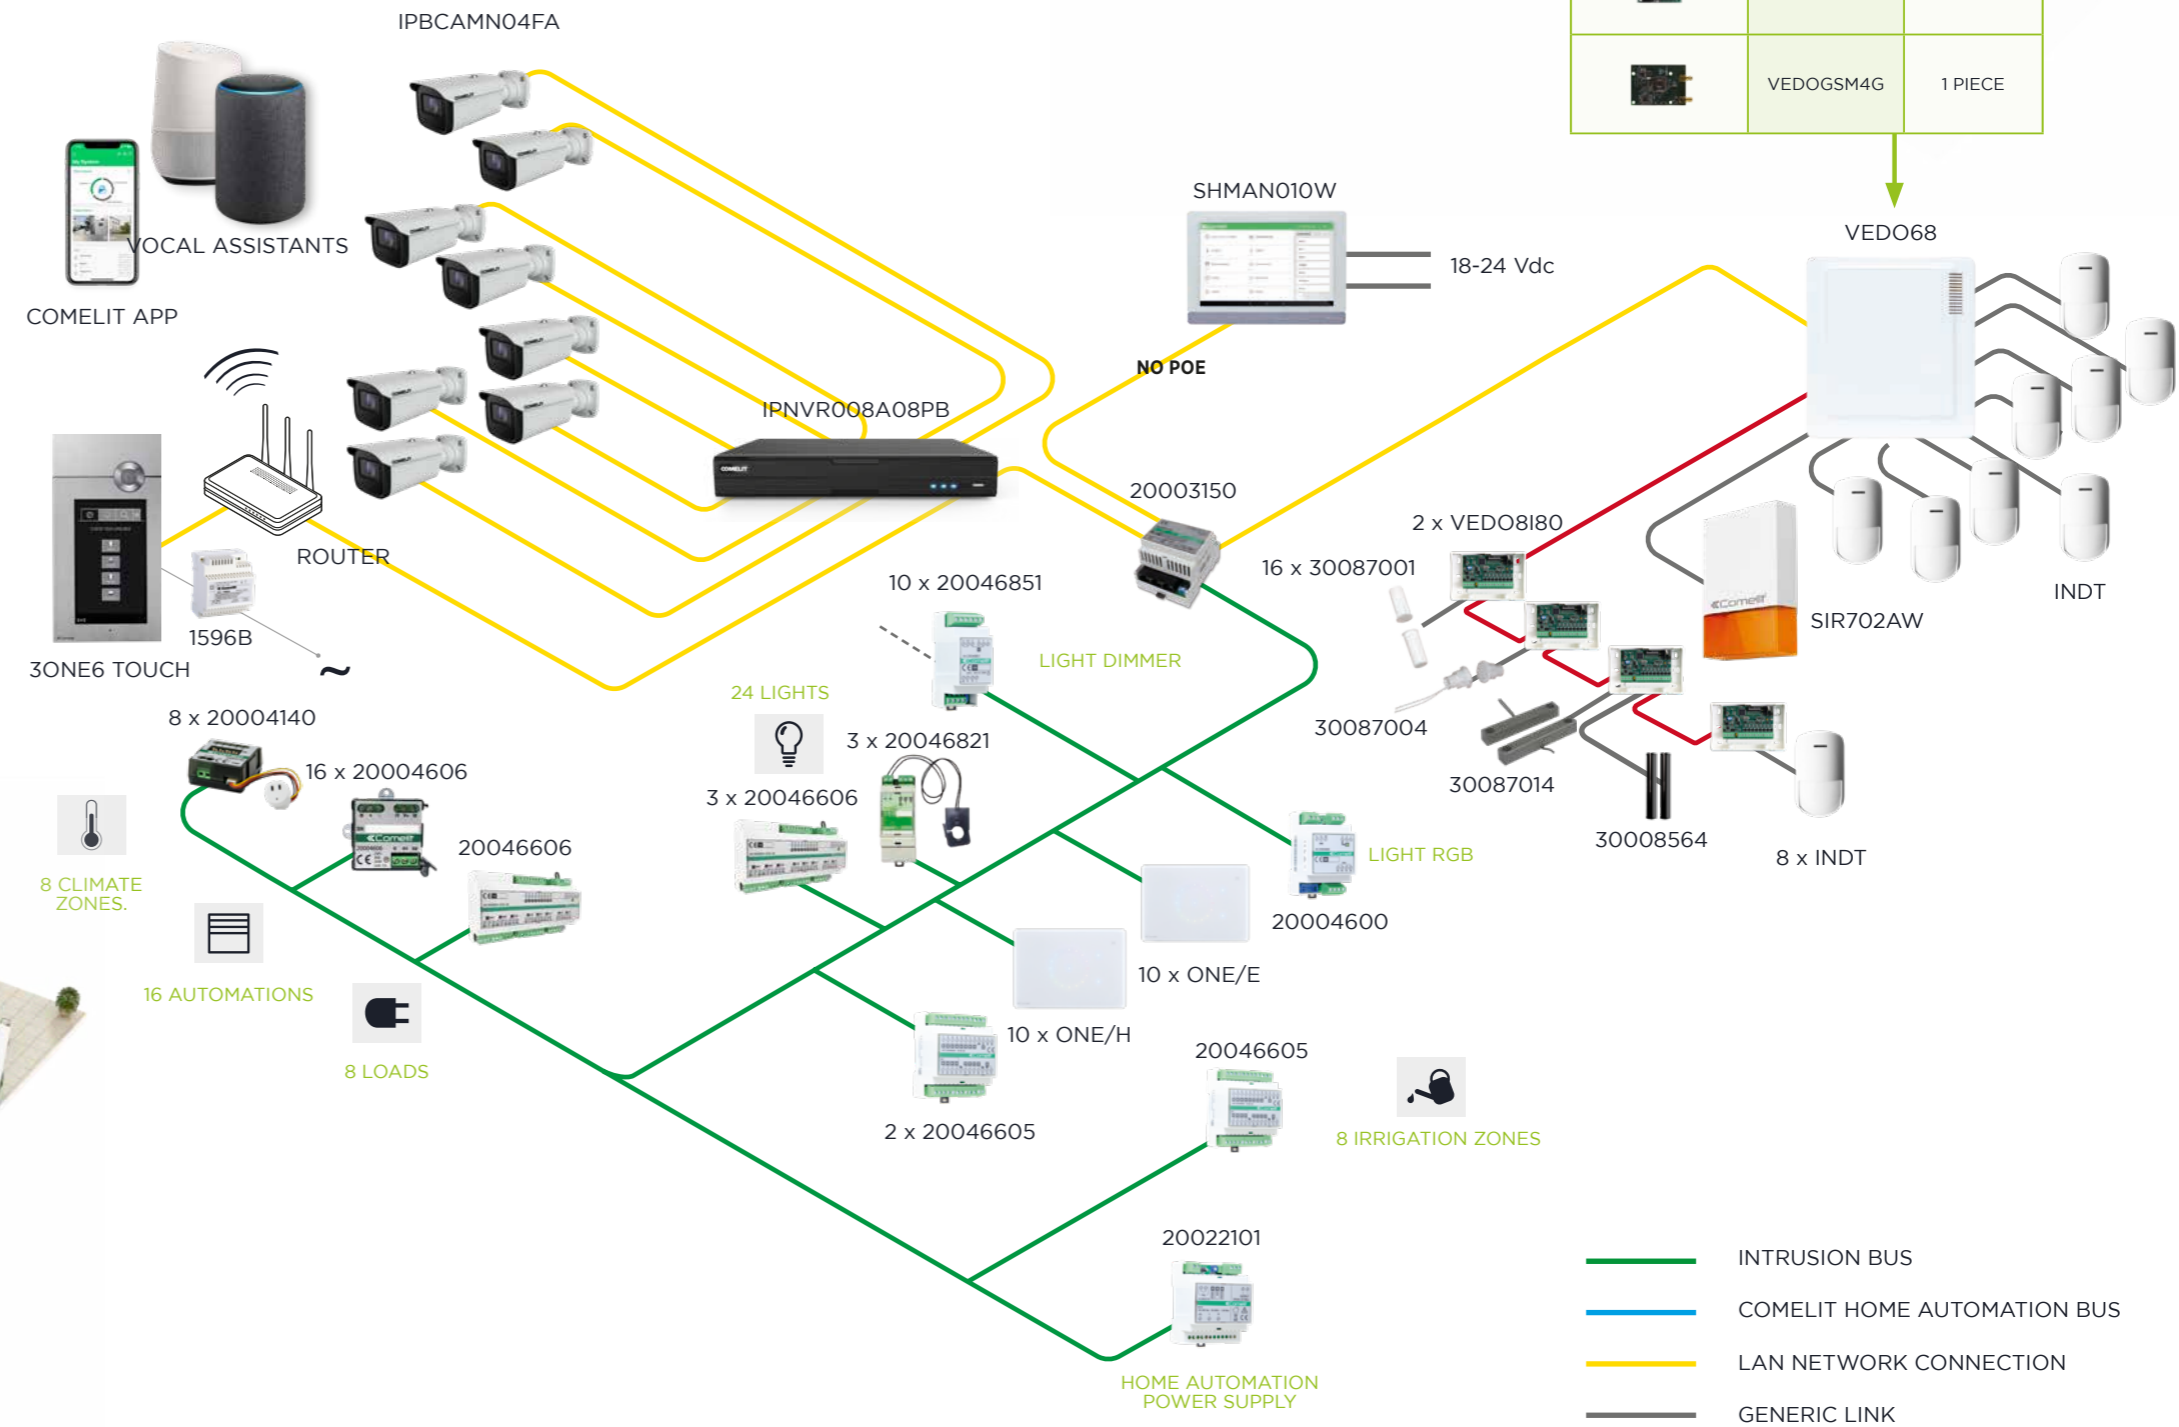 IPBCAMN04FA
VEDOGSM4G
1 PIECE
SHMAN010W
VEDO68
VOCAL ASSISTANTS
18-24 Vdc
COMELIT APP
NO POE
IPNVR008A08PB
COMELIT
20003150
2 x VEDO8I80
ROUTER
16 x 30087001
10 x 20046851
INDT
1596B
Comelit
SIR702AW
3ONE6 TOUCH
LIGHT DIMMER
~
24 LIGHTS
8 x 20004140
30087004
3 x 20046821
16 x 20004606
30087014
3 x 20046606
Comelit
20046606
30008564
LIGHT RGB
8 x INDT
8 CLIMATE
ZONES.
20004600
10 x ONE/E
16 AUTOMATIONS
10 x ONE/H
20046605
8 LOADS
2 x 20046605
8 IRRIGATION ZONES
20022101
INTRUSION BUS
COMELIT HOME AUTOMATION BUS
LAN NETWORK CONNECTION
HOME AUTOMATION
POWER SUPPLY
GENERIC LINK